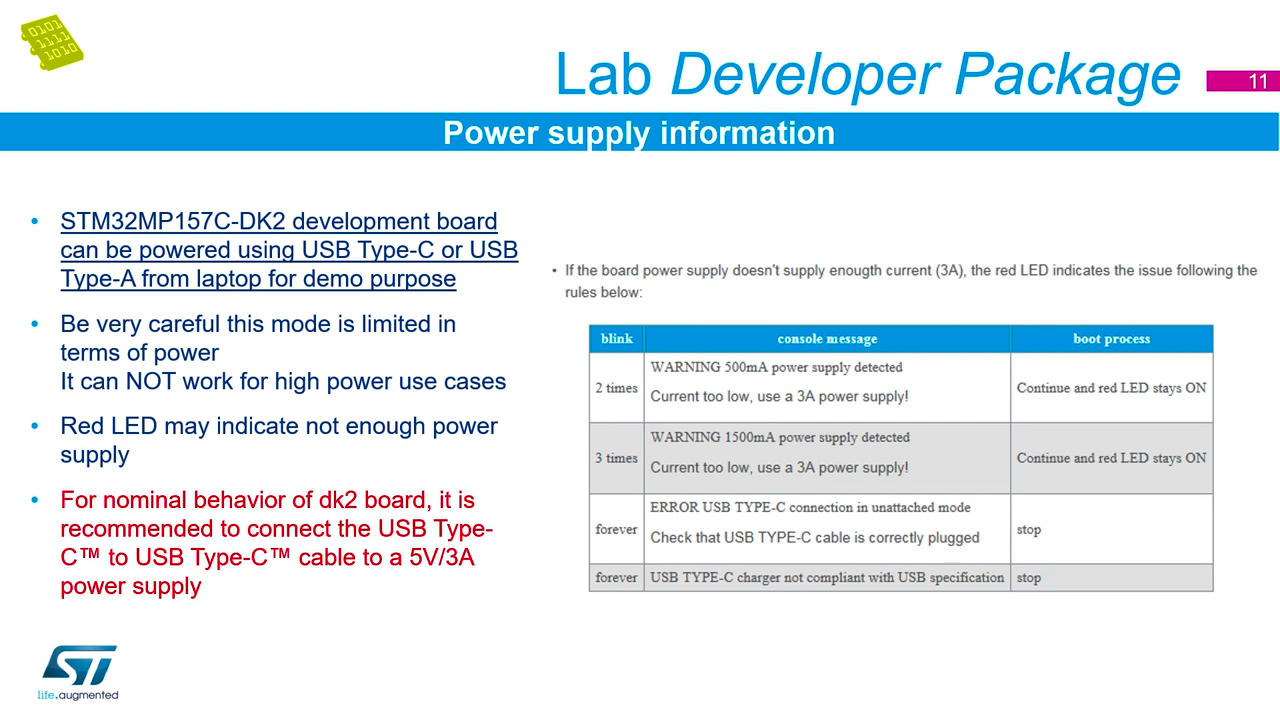 0101
1111
1010
Lab Developer Package
11
Power supply information
• STM32MP157C-DK2 development board
can be powered using USB Type-C or USB
Type-A from laptop for demo purpose
• Be very careful this mode is limited in
terms of power
It can NOT work for high power use cases
• Red LED may indicate not enough power
supply
• For nominal behavior of dk2 board, it is
recommended to connect the USB Type-
C™ to USB Type-C™ cable to a 5V/3A
power supply
• If the board power supply doesn't supply enougth current (3A), the red LED indicates the issue following the
rules below:
blink console message boot process
2 times WARNING 500mA power supply detected
Current too low, use a 3A power supply! Continue and red LED stays ON
3 times WARNING 1500mA power supply detected
Current too low, use a 3A power supply! Continue and red LED stays ON
forever ERROR USB TYPE-C connection in unattached mode
Check that USB TYPE-C cable is correctly plugged stop
forever USB TYPE-C charger not compliant with USB specification stop
ST
life.augmented